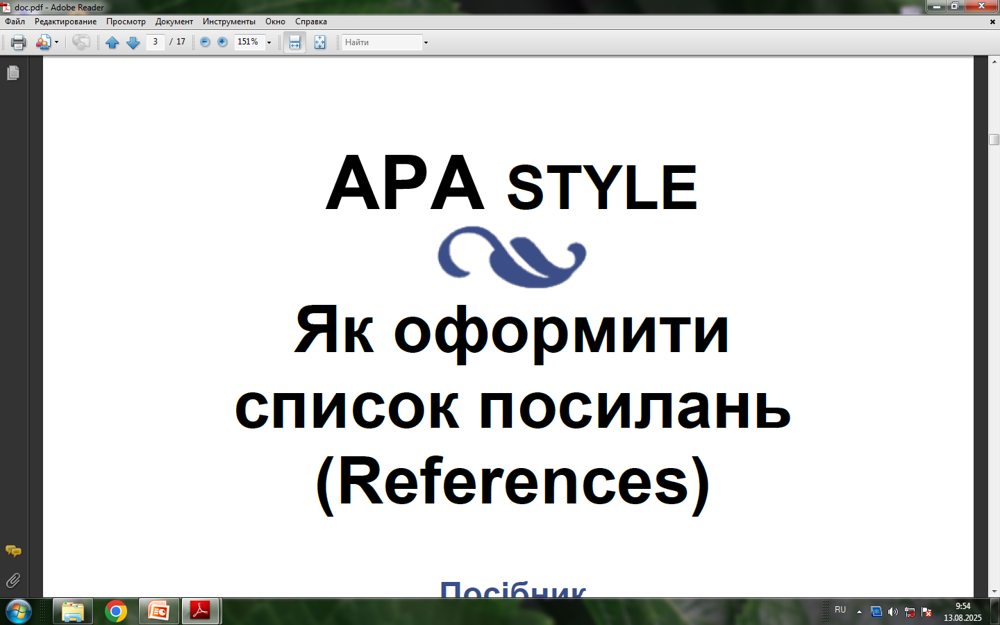 doc.pdf - Adobe Reader
Файл Редактирование Просмотр Документ Инструменты Окно Справка
3 / 17 151% Найти
APA STYLE
Як оформити
список посилань
(References)
Посібник
RU 9:54
13.08.2025